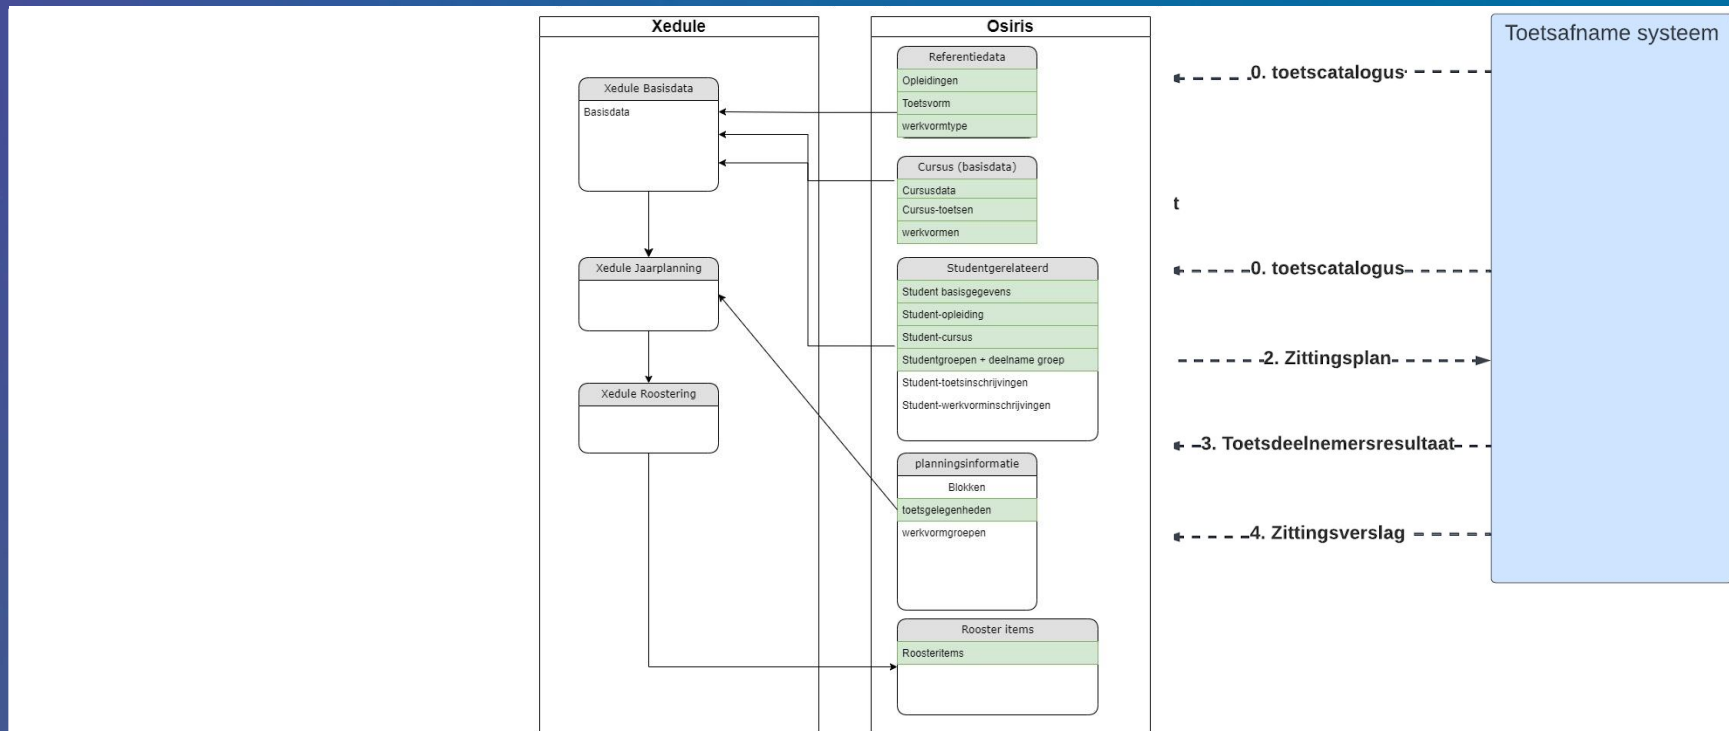 Xedule
Xedule Basisdata
Basisdata
Xedule Jaarplanning
Xedule Roostering
Osiris
Referentiedata
Opleidingen
Toetsvorm
werkvormtype
Cursus (basisdata)
Cursusdata
Cursus-toetsen
werkvormen
Studentgerelateerd
Student basisgegevens
Student-opleiding
Student-cursus
Studentgroepen + deelname groep
Student-toetsinschrijvingen
Student-werkvorminschrijvingen
planningsinformatie
Blokken
toetsgelegenheden
werkvormgroepen
Rooster items
Roosteritems
0. toetscatalogus
t
0. toetscatalogus
2. Zittingsplan
3. Toetsdeelnemersresultaat
4. Zittingsverslag
Toetsafname systeem